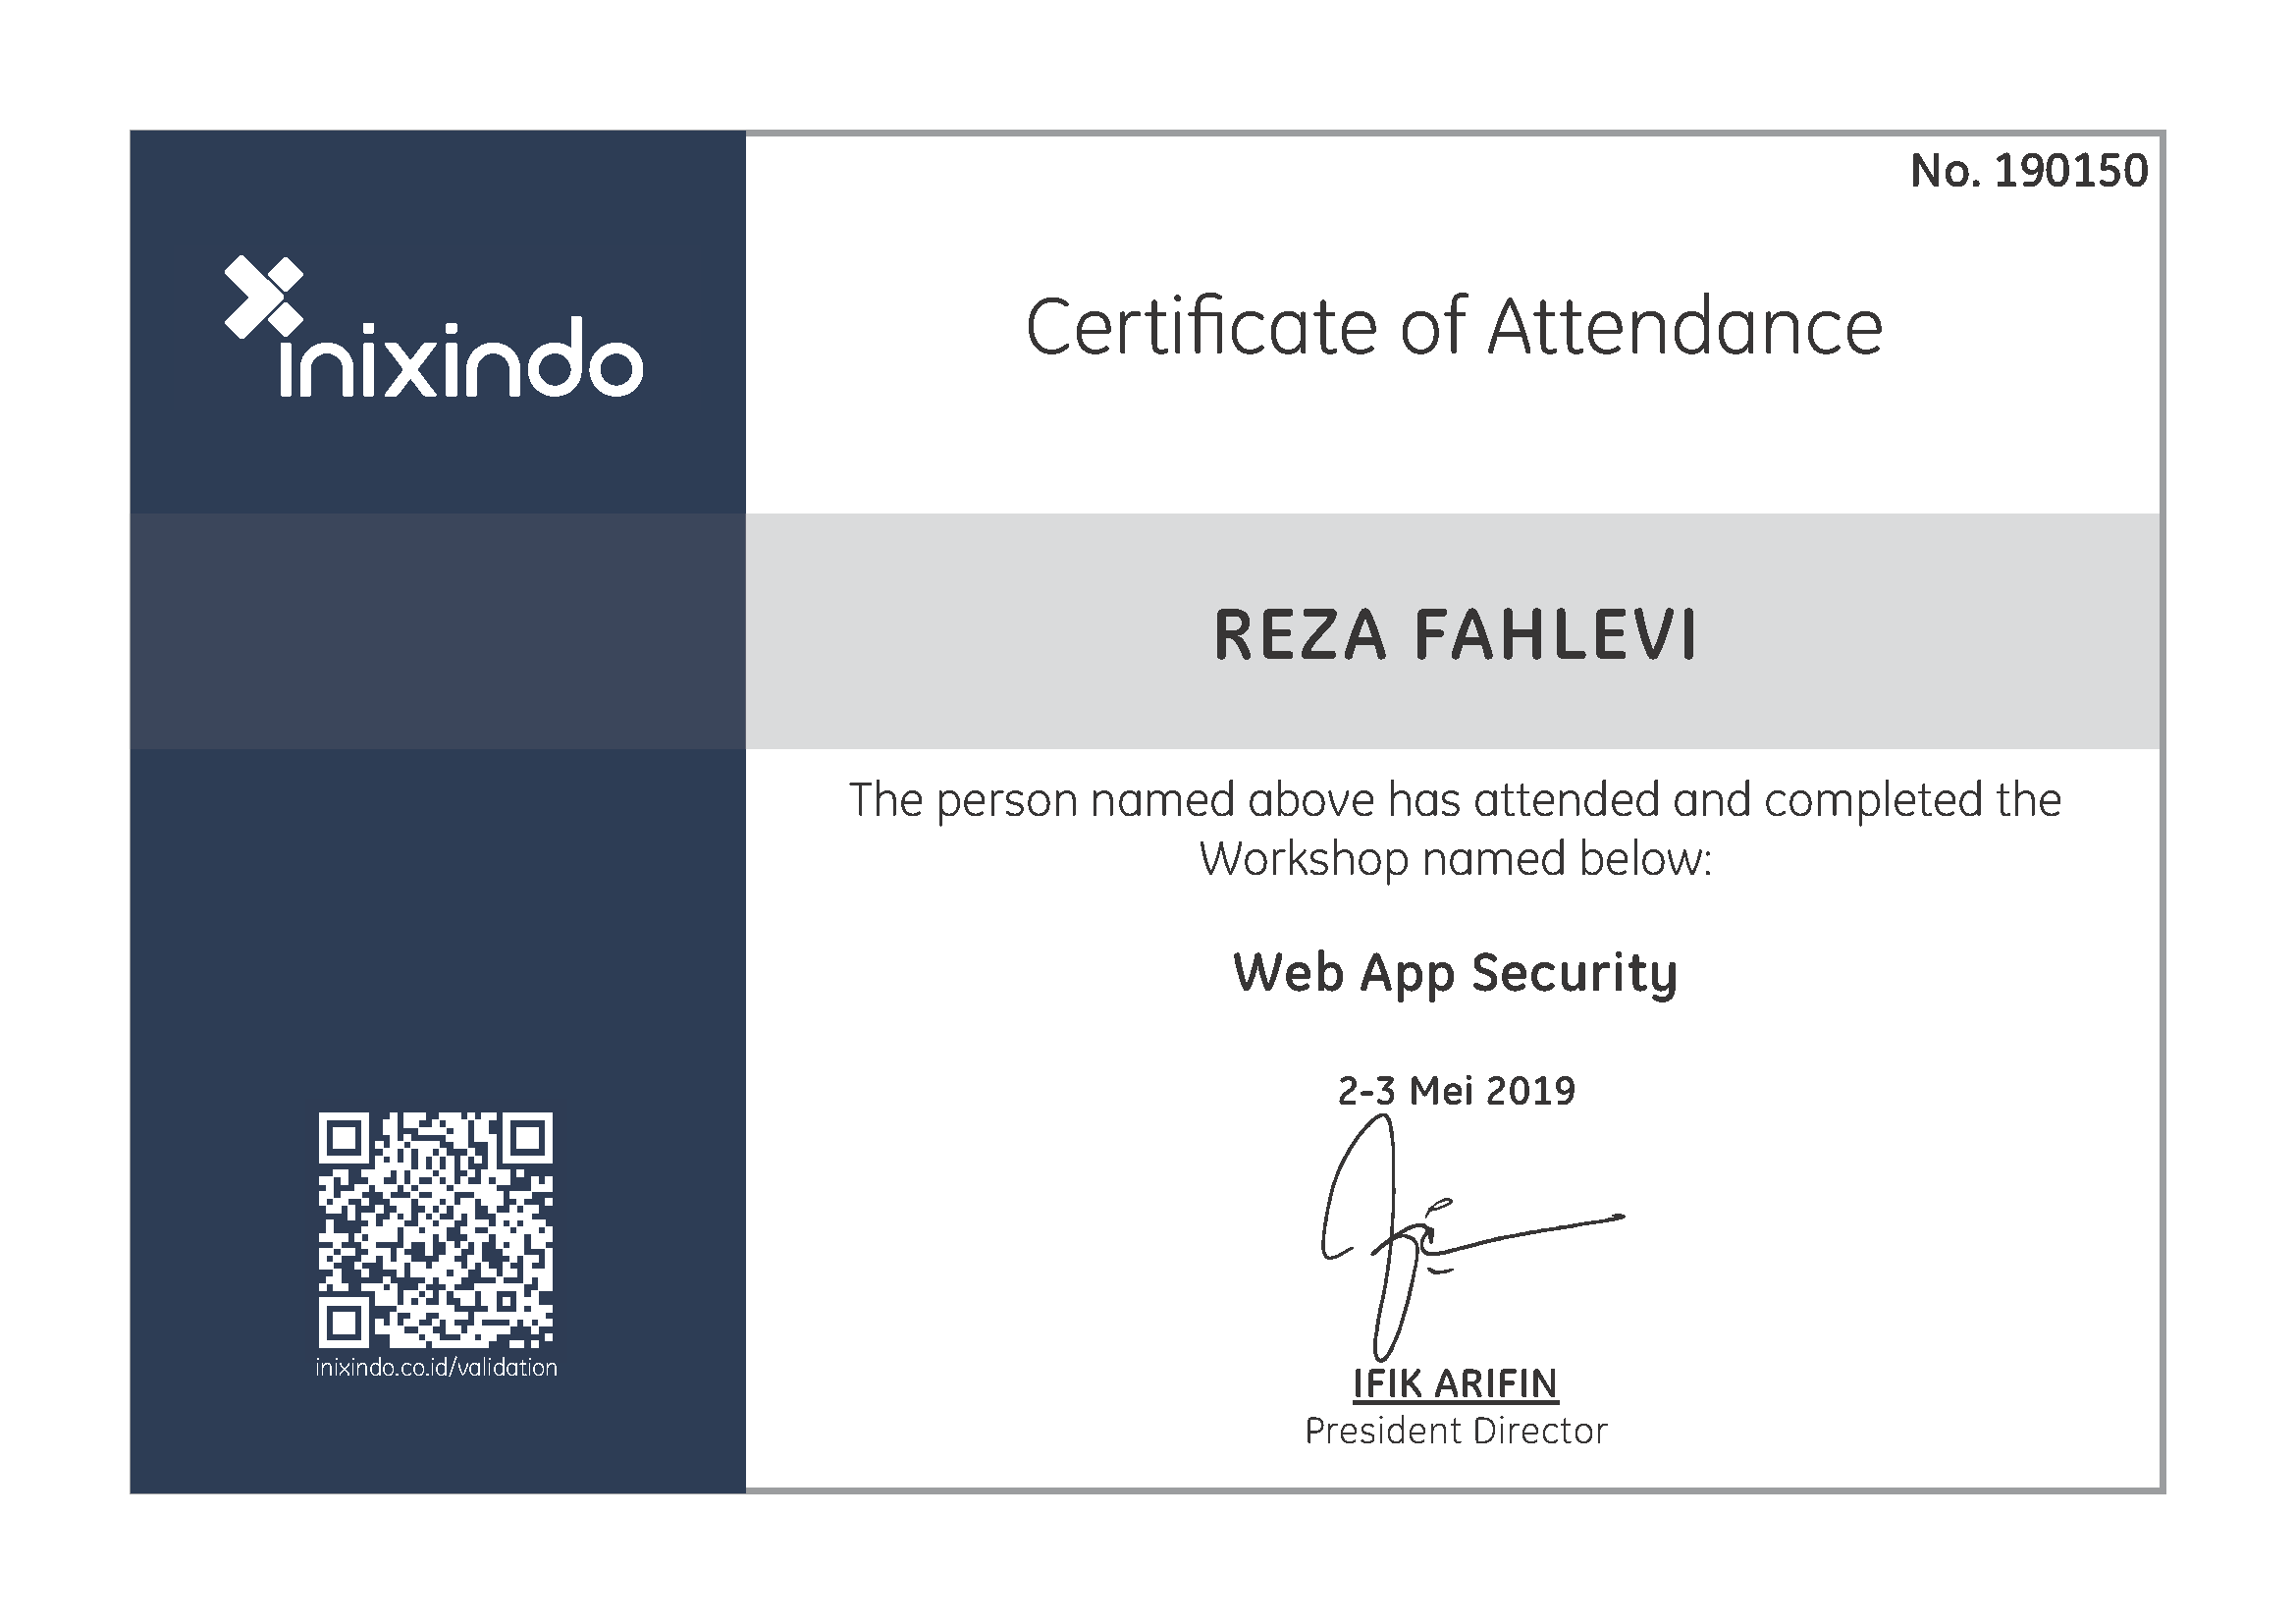 No. 190150
inixindo
Certificate of Attendance
REZA FAHLEVI
The person named above has attended and completed the
Workshop named below:
Web App Security
2-3 Mei 2019
inixindo.co.id/validation
IFIK ARIFIN
President Director